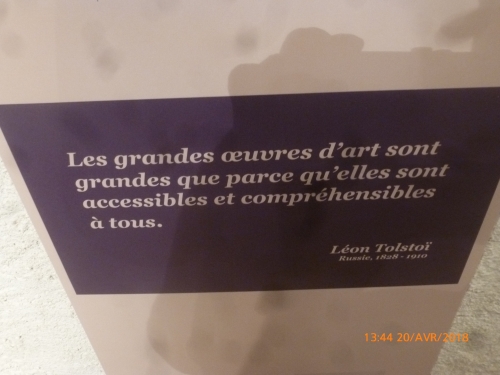 Les grandes œuvres d'art sont
grandes que parce qu'elles sont
accessibles et compréhensibles
à tous.
Léon Tolstoï
Russie, 1828 - 1910
13:44 20/AVR/2018